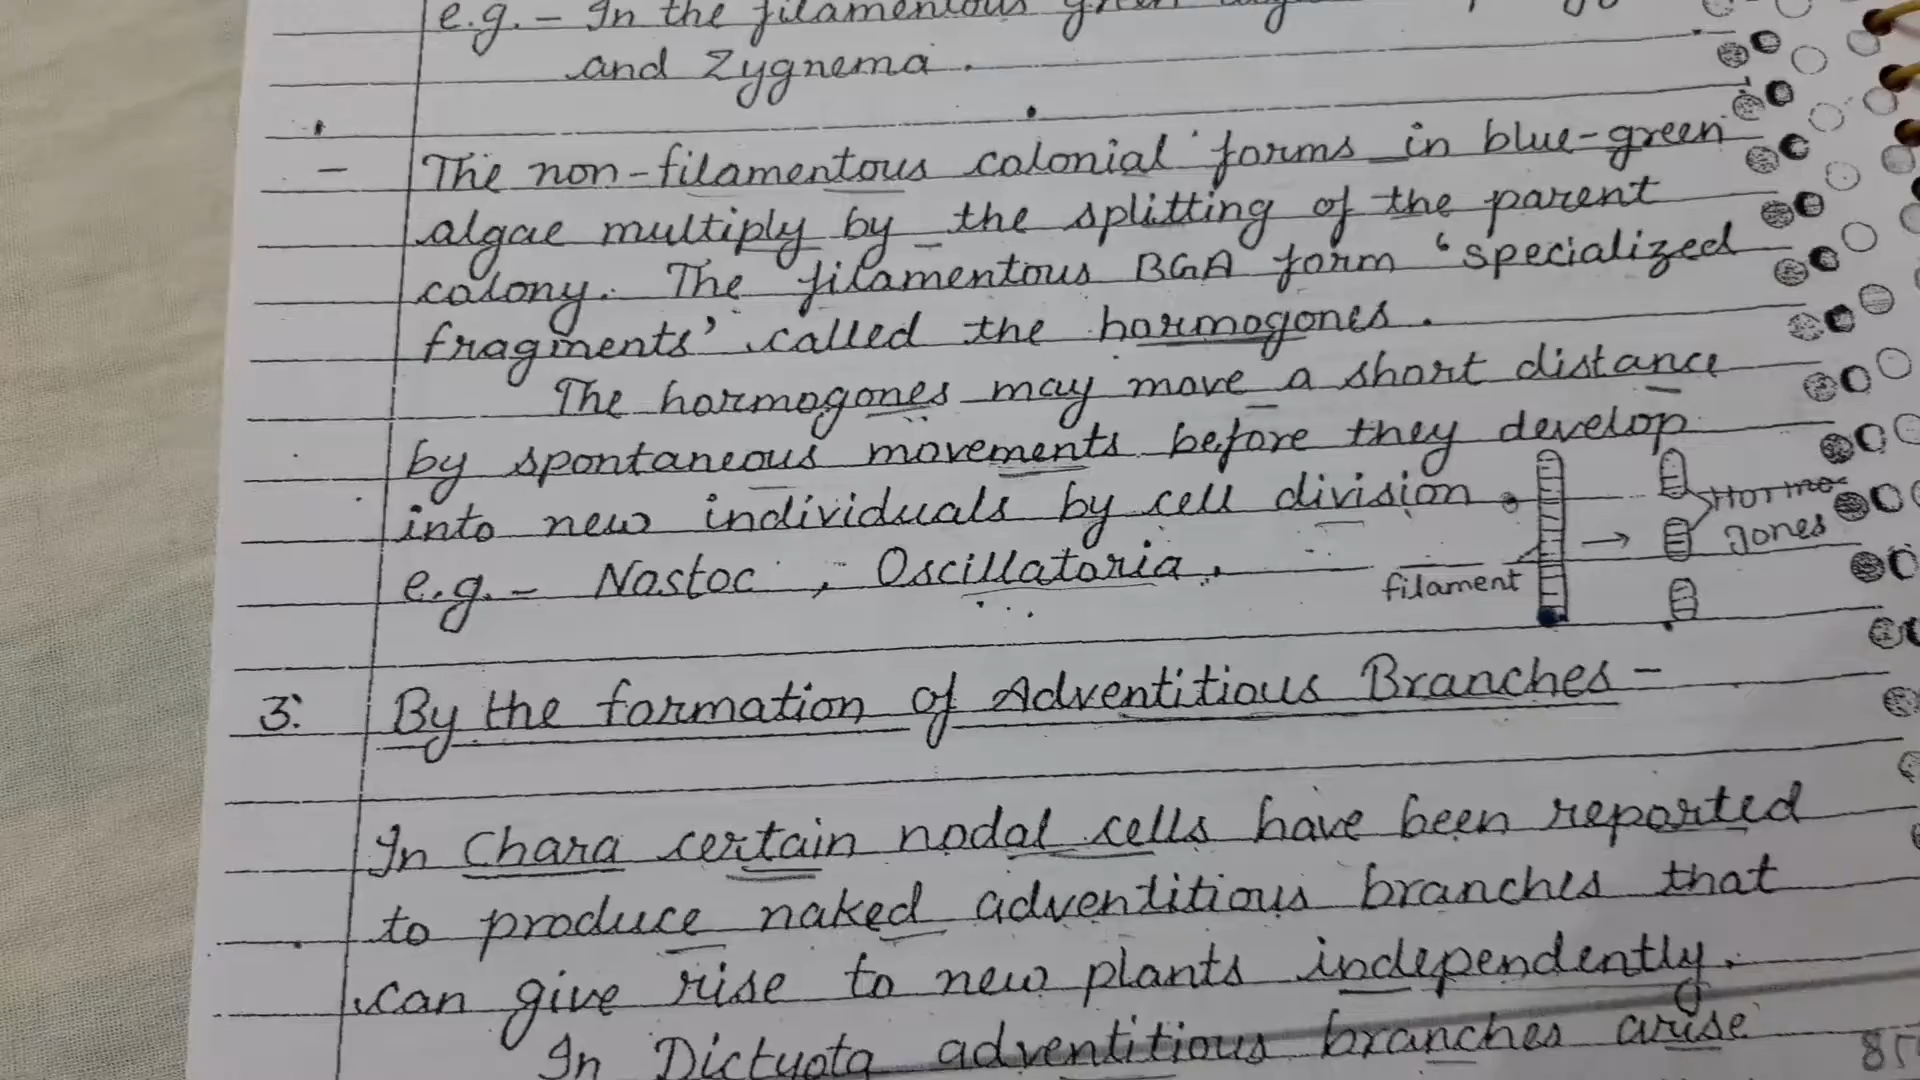 e.g. - In the filamentous green
and Zygnema.
- The non-filamentous colonial forms in blue-green
algae multiply by the splitting of the parent
colony. The filamentous BGA form 'specialized
fragments' called the hormogones.
The hormogones may move a short distance
by spontaneous movements before they develop
into new individuals by cell division.
Hormo-
gones
e.g. - Nostoc, Oscillatoria.
filament
3. By the formation of Adventitious Branches -
In Chara certain nodal cells have been reported
to produce naked adventitious branches that
can give rise to new plants independently.
In Dictyota adventitious branches arise